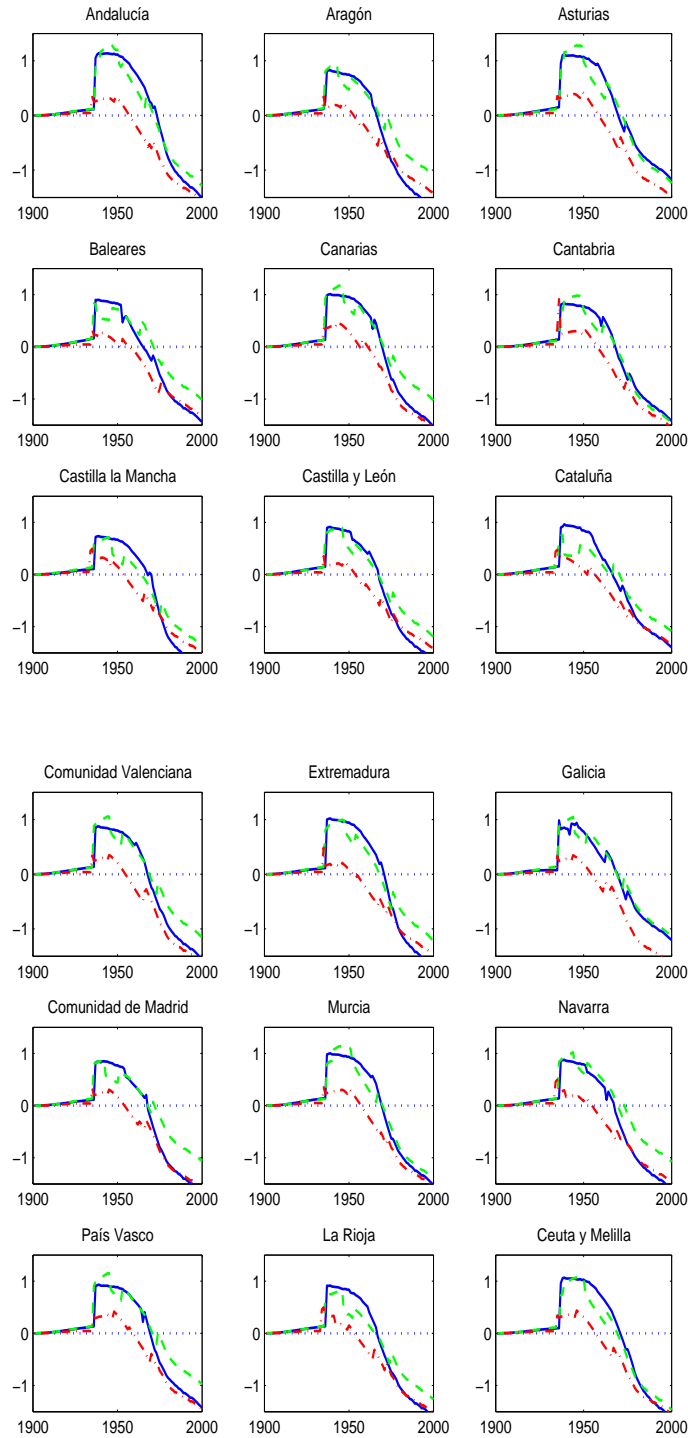 Andalucía Aragón Asturias
1 1 1
0 0 0
−1 −1 −1
1900 1950 2000 1900 1950 2000 1900 1950 2000
Baleares Canarias Cantabria
1 1 1
0 0 0
−1 −1 −1
1900 1950 2000 1900 1950 2000 1900 1950 2000
Castilla la Mancha Castilla y León Cataluña
1 1 1
0 0 0
−1 −1 −1
1900 1950 2000 1900 1950 2000 1900 1950 2000
Comunidad Valenciana Extremadura Galicia
1 1 1
0 0 0
−1 −1 −1
1900 1950 2000 1900 1950 2000 1900 1950 2000
Comunidad de Madrid Murcia Navarra
1 1 1
0 0 0
−1 −1 −1
1900 1950 2000 1900 1950 2000 1900 1950 2000
País Vasco La Rioja Ceuta y Melilla
1 1 1
0 0 0
−1 −1 −1
1900 1950 2000 1900 1950 2000 1900 1950 2000